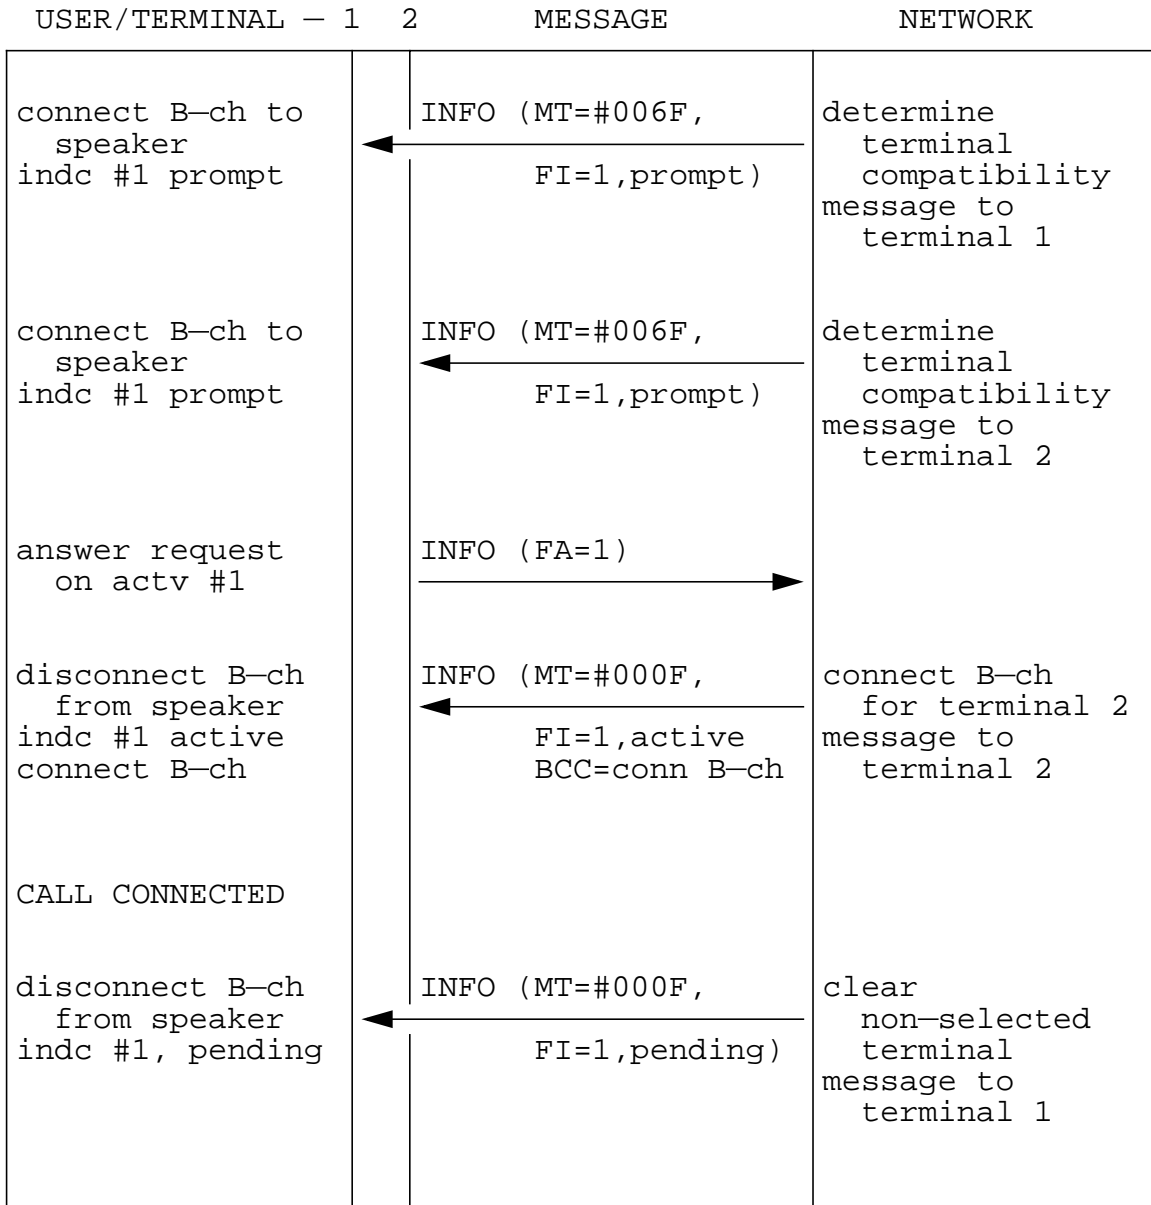 USER/TERMINAL — 1 2 MESSAGE NETWORK
connect B—ch to INFO (MT=#006F, determine
speaker terminal
indc #1 prompt FI=1,prompt) compatibility
message to
terminal 1
connect B—ch to INFO (MT=#006F, determine
speaker terminal
indc #1 prompt FI=1,prompt) compatibility
message to
terminal 2
answer request INFO (FA=1)
on actv #1
disconnect B—ch INFO (MT=#000F, connect B—ch
from speaker for terminal 2
indc #1 active FI=1,active message to
connect B—ch BCC=conn B—ch terminal 2
CALL CONNECTED
disconnect B—ch INFO (MT=#000F, clear
from speaker non—selected
indc #1, pending FI=1,pending) terminal
message to
terminal 1